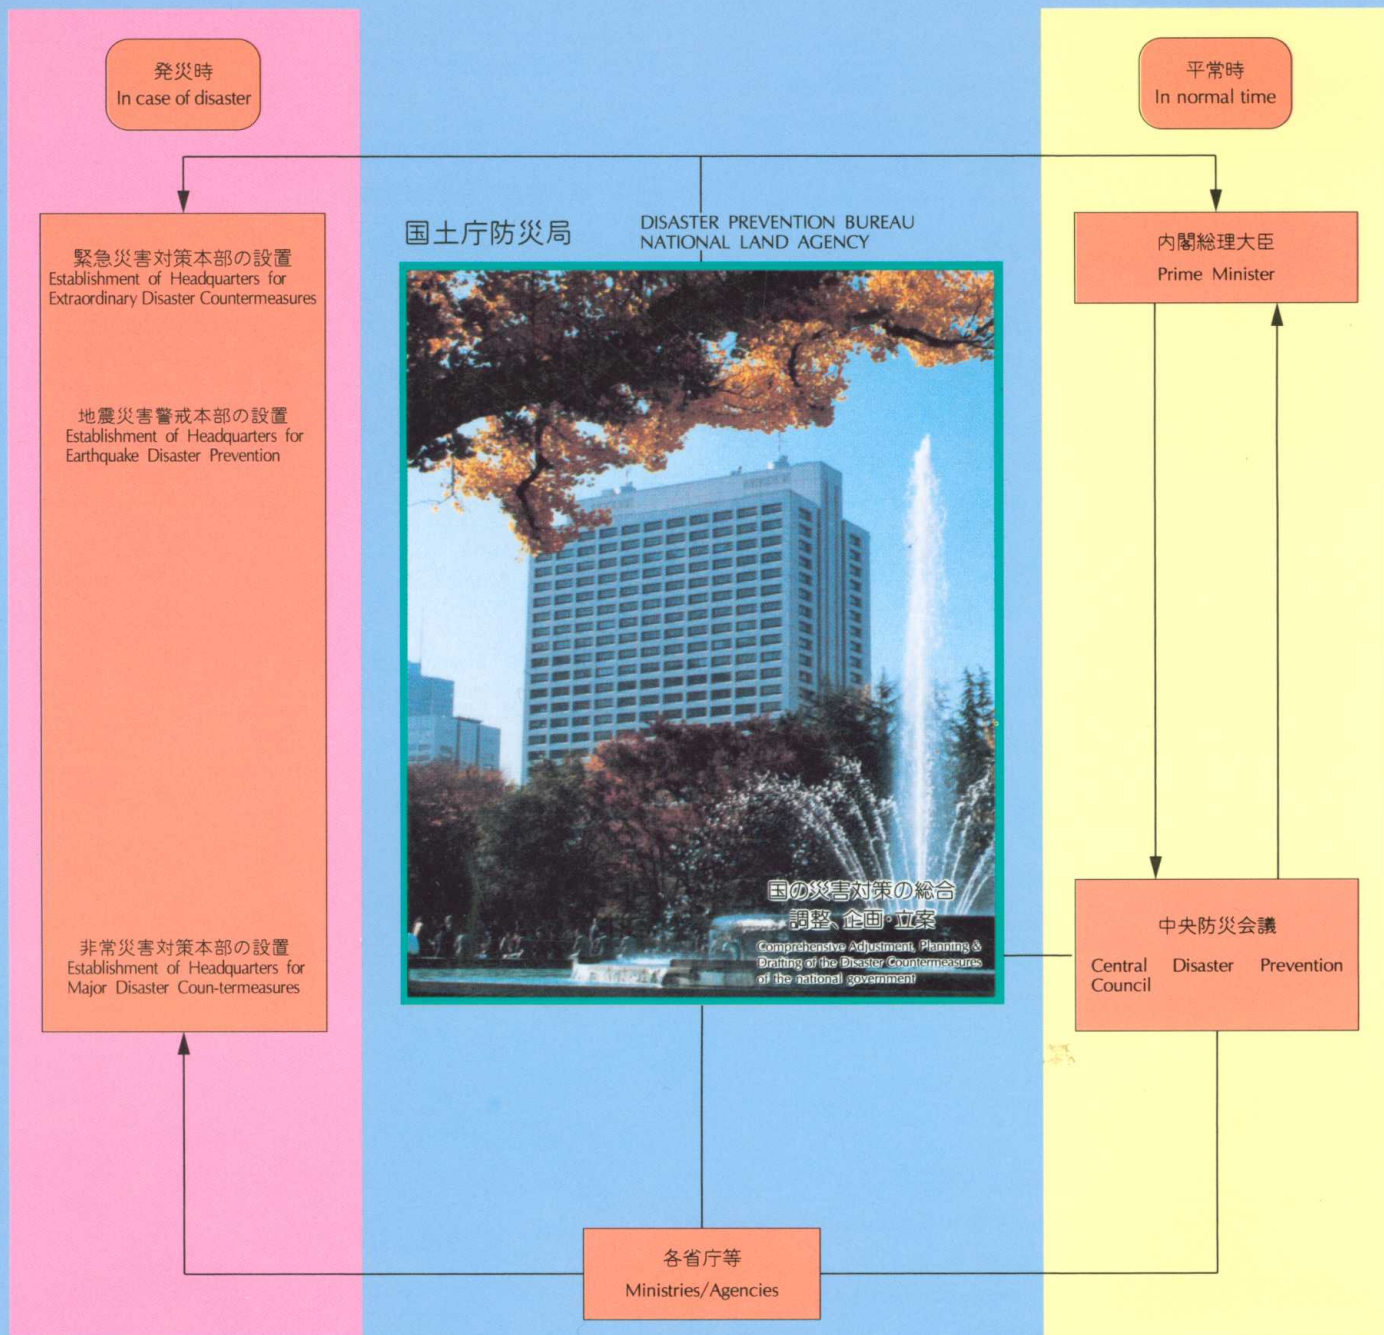 発災時
In case of disaster
平常時
In normal time
国土庁防災局
DISASTER PREVENTION BUREAU
NATIONAL LAND AGENCY
緊急災害対策本部の設置
Establishment of Headquarters for
Extraordinary Disaster Countermeasures
地震災害警戒本部の設置
Establishment of Headquarters for
Earthquake Disaster Prevention
非常災害対策本部の設置
Establishment of Headquarters for
Major Disaster Coun-termeasures
国の災害対策の総合
調整、企画・立案
Comprehensive Adjustment, Planning &
Drafting of the Disaster Countermeasures
of the national government
内閣総理大臣
Prime Minister
中央防災会議
Central Disaster Prevention
Council
各省庁等
Ministries/Agencies